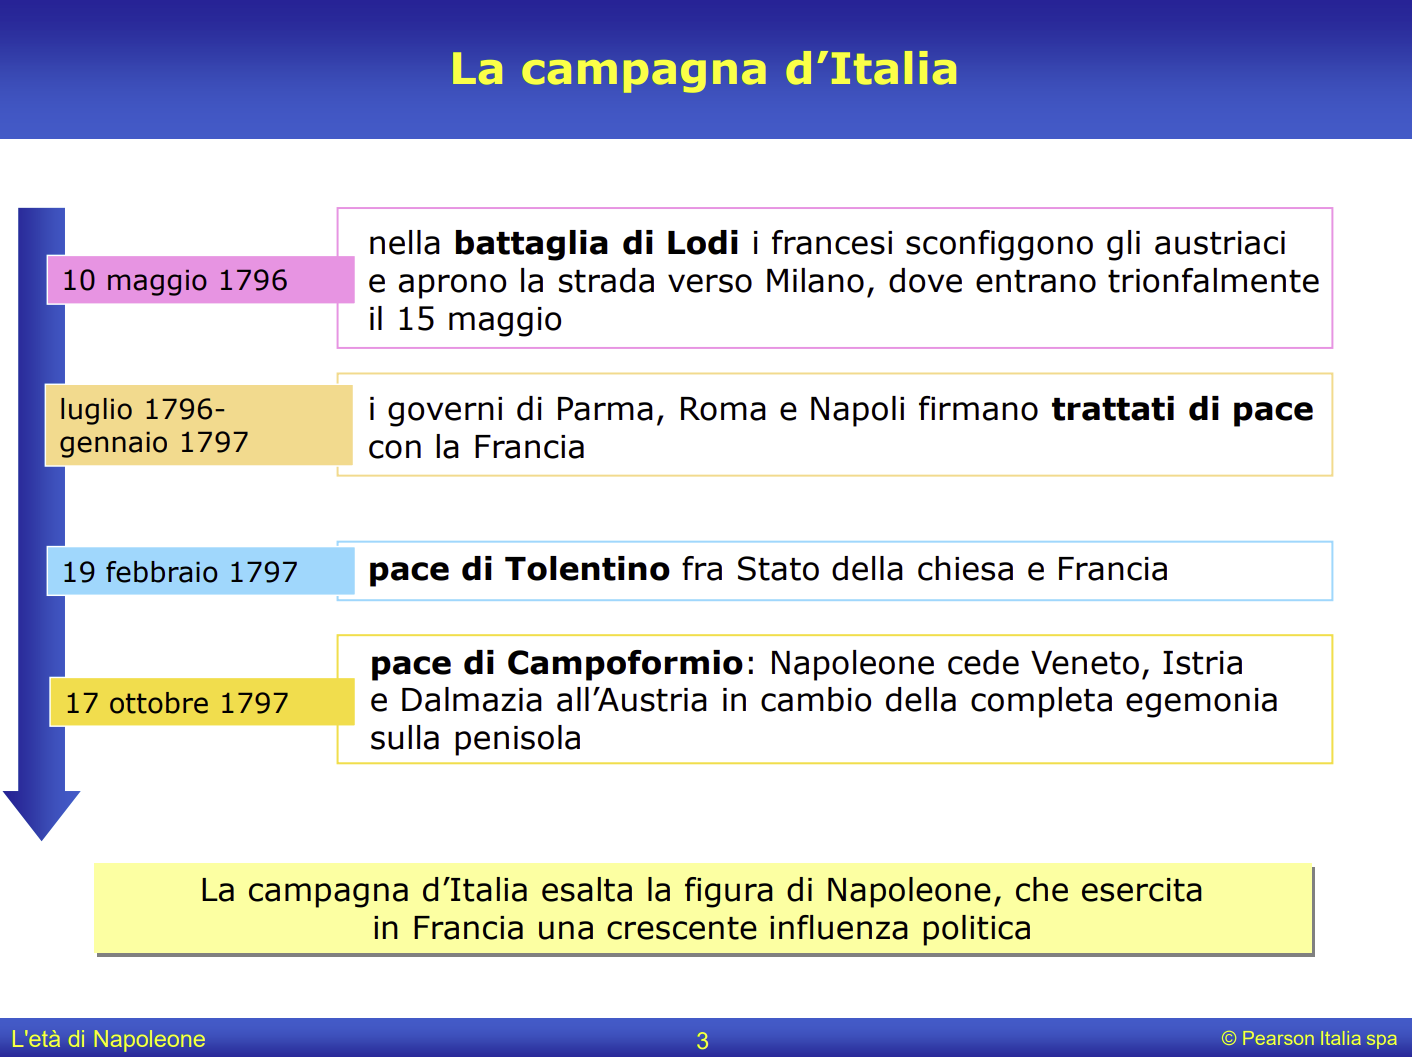 La campagna d’Italia
10 maggio 1796
nella battaglia di Lodi i francesi sconfiggono gli austriaci
e aprono la strada verso Milano, dove entrano trionfalmente
il 15 maggio
luglio 1796-
gennaio 1797
i governi di Parma, Roma e Napoli firmano trattati di pace
con la Francia
19 febbraio 1797
pace di Tolentino fra Stato della chiesa e Francia
17 ottobre 1797
pace di Campoformio: Napoleone cede Veneto, Istria
e Dalmazia all’Austria in cambio della completa egemonia
sulla penisola
La campagna d’Italia esalta la figura di Napoleone, che esercita
in Francia una crescente influenza politica
L'età di Napoleone
3
© Pearson Italia spa